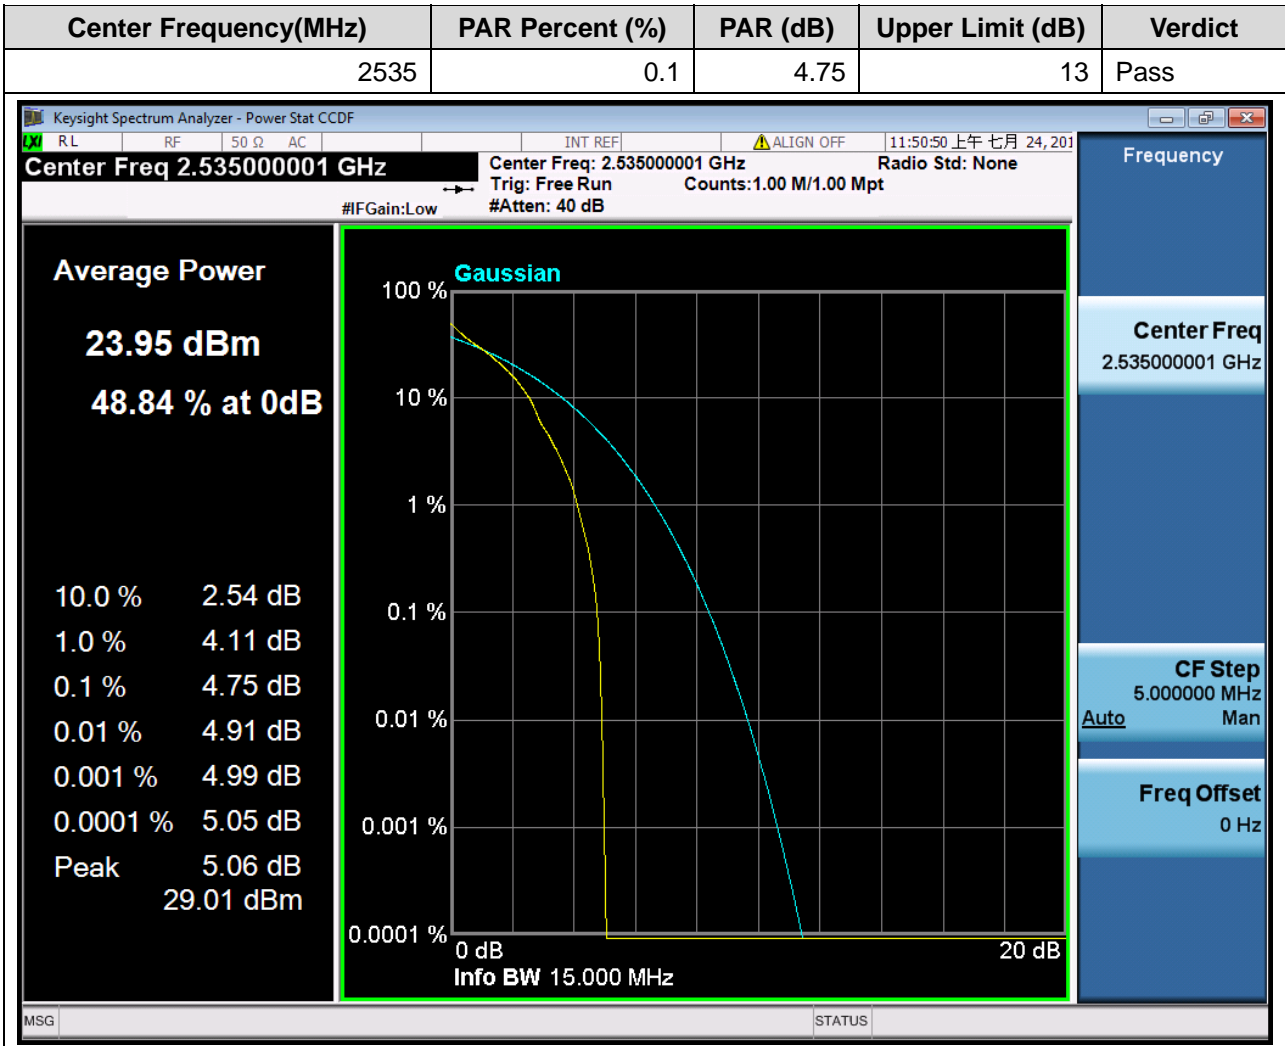 Center Frequency(MHz) PAR Percent (%) PAR (dB) Upper Limit (dB) Verdict
2535 0.1 4.75 13 Pass
Keysight Spectrum Analyzer - Power Stat CCDF
LXI RL RF 50 Ω AC INT REF ALIGN OFF 11:50:50 上午 七月 24, 201
Center Freq 2.535000001 GHz
Center Freq: 2.535000001 GHz Radio Std: None
Trig: Free Run Counts:1.00 M/1.00 Mpt
#IFGain:Low #Atten: 40 dB
Average Power
23.95 dBm
48.84 % at 0dB
10.0 % 2.54 dB
1.0 % 4.11 dB
0.1 % 4.75 dB
0.01 % 4.91 dB
0.001 % 4.99 dB
0.0001 % 5.05 dB
Peak 5.06 dB
29.01 dBm
Gaussian
100 %
10 %
1 %
0.1 %
0.01 %
0.001 %
0.0001 %
0 dB 20 dB
Info BW 15.000 MHz
Frequency
Center Freq
2.535000001 GHz
CF Step
5.000000 MHz
Auto Man
Freq Offset
0 Hz
MSG STATUS